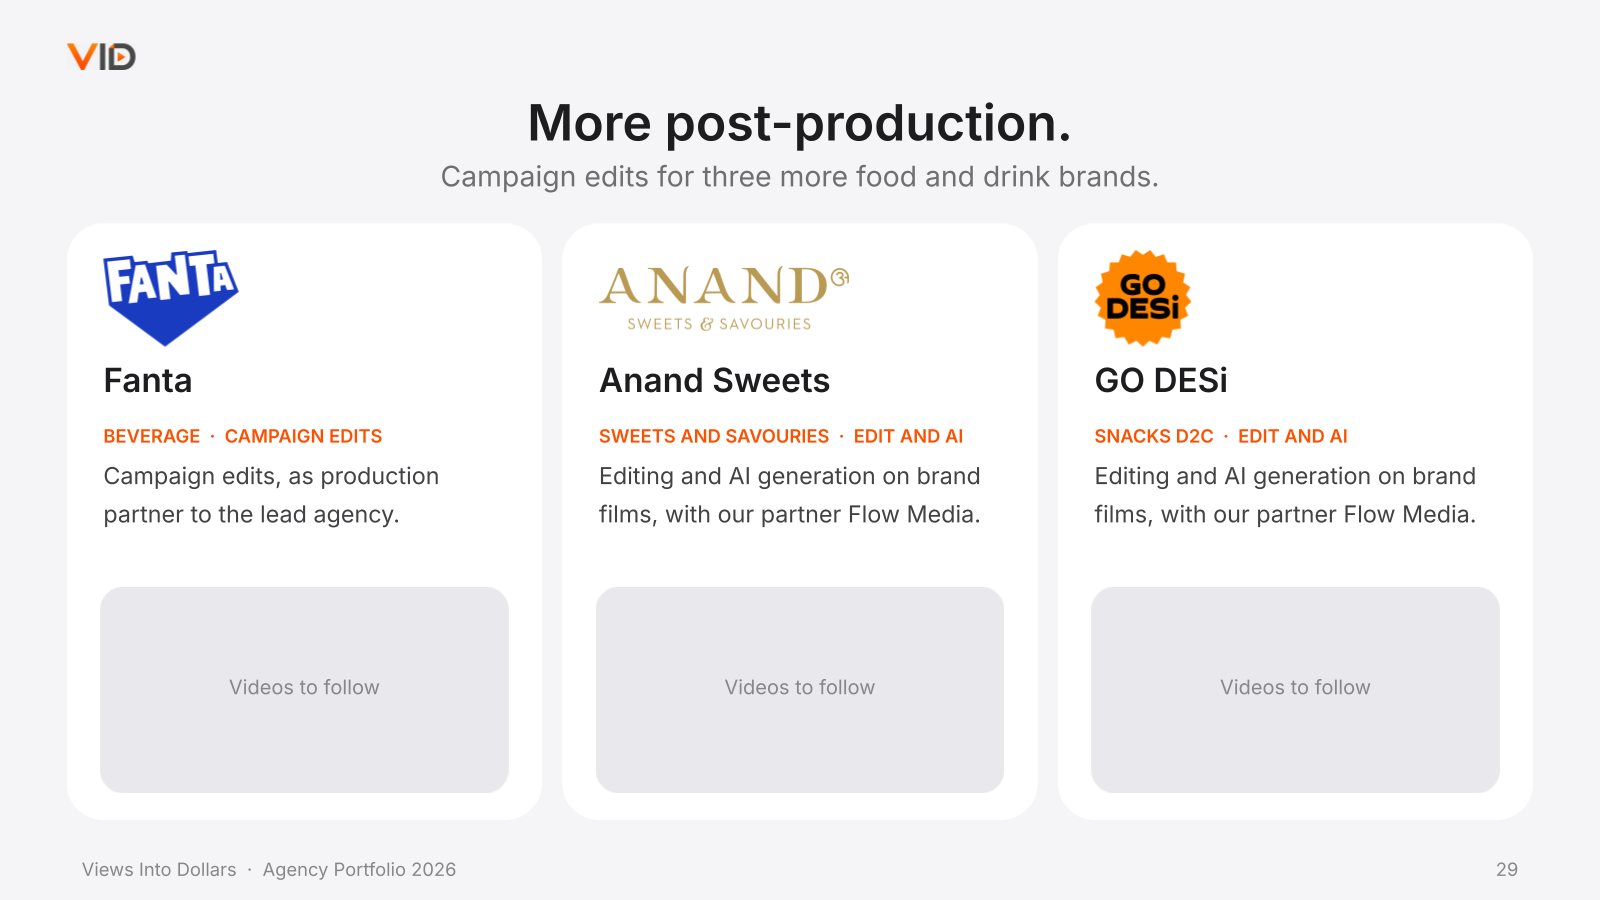 VID
More post-production.
Campaign edits for three more food and drink brands.
FANTA
Fanta
BEVERAGE · CAMPAIGN EDITS
Campaign edits, as production
partner to the lead agency.
Videos to follow
ANAND अ
SWEETS & SAVOURIES
Anand Sweets
SWEETS AND SAVOURIES · EDIT AND AI
Editing and AI generation on brand
films, with our partner Flow Media.
Videos to follow
GO
DESi
GO DESi
SNACKS D2C · EDIT AND AI
Editing and AI generation on brand
films, with our partner Flow Media.
Videos to follow
Views Into Dollars · Agency Portfolio 2026
29